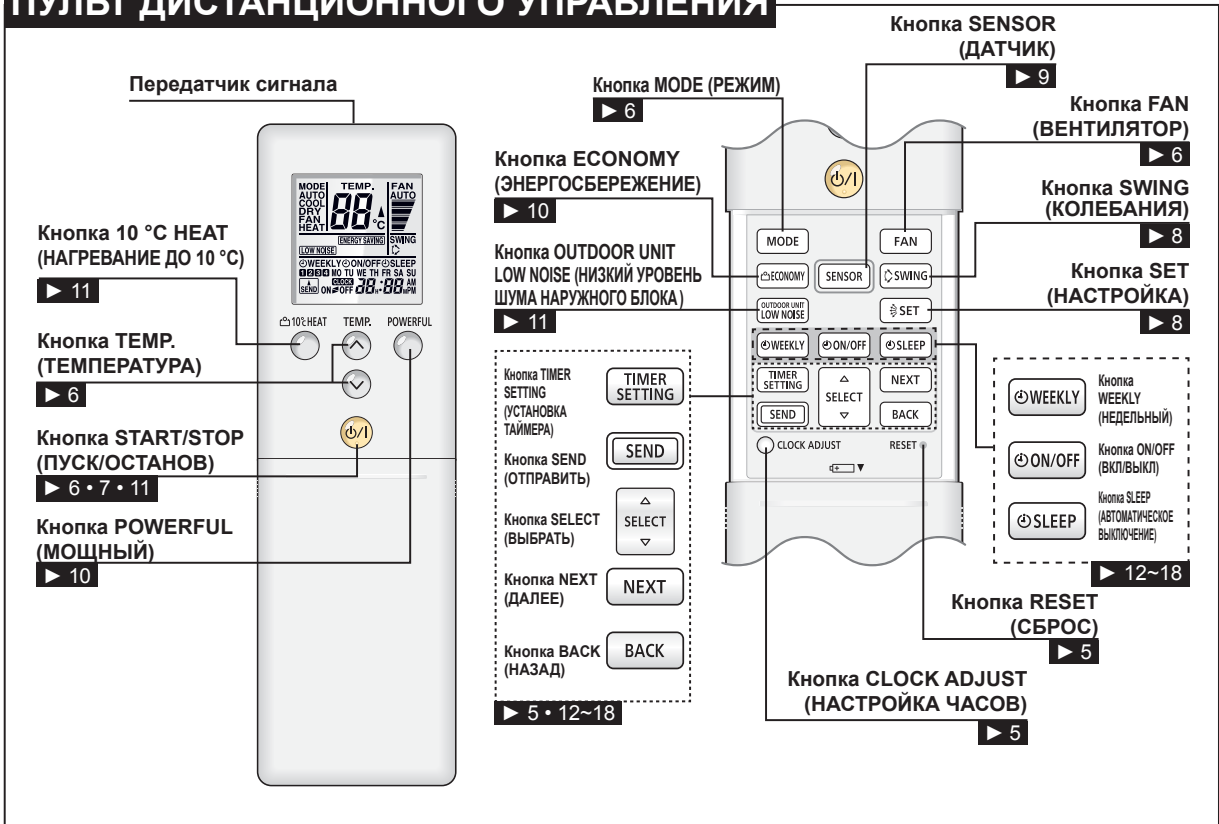 ПУЛЬТ ДИСТАНЦИОННОГО УПРАВЛЕНИЯ
Передатчик сигнала
MODE TEMP. FAN
AUTO AUTO
COOL
DRY
FAN
HEAT
88 °C
ENERGY SAVING SWING
LOW NOISE
WEEKLY ON/OFF SLEEP
1 2 3 4 MO TU WE TH FR SA SU
CLOCK AM
SEND ON OFF 88H:88M PM
10°C HEAT TEMP. POWERFUL
Кнопка 10 °C HEAT
(НАГРЕВАНИЕ ДО 10 °C)
► 11
Кнопка TEMP.
(ТЕМПЕРАТУРА)
► 6
Кнопка START/STOP
(ПУСК/ОСТАНОВ)
► 6 • 7 • 11
Кнопка POWERFUL
(МОЩНЫЙ)
► 10
Кнопка MODE (РЕЖИМ)
► 6
Кнопка ECONOMY
(ЭНЕРГОСБЕРЕЖЕНИЕ)
► 10
Кнопка OUTDOOR UNIT
LOW NOISE (НИЗКИЙ УРОВЕНЬ
ШУМА НАРУЖНОГО БЛОКА)
► 11
Кнопка TIMER
SETTING
(УСТАНОВКА
ТАЙМЕРА)
TIMER
SETTING
Кнопка SEND
(ОТПРАВИТЬ)
SEND
Кнопка SELECT
(ВЫБРАТЬ)
SELECT
Кнопка NEXT
(ДАЛЕЕ)
NEXT
Кнопка BACK
(НАЗАД)
BACK
► 5 • 12~18
Кнопка SENSOR
(ДАТЧИК)
► 9
Кнопка FAN
(ВЕНТИЛЯТОР)
► 6
Кнопка SWING
(КОЛЕБАНИЯ)
► 8
Кнопка SET
(НАСТРОЙКА)
► 8
MODE FAN
ECONOMY SENSOR SWING
OUTDOOR UNIT
LOW NOISE
SET
WEEKLY ON/OFF SLEEP
TIMER
SETTING
SELECT
NEXT
SEND
BACK
CLOCK ADJUST RESET
WEEKLY
Кнопка
WEEKLY
(НЕДЕЛЬНЫЙ)
ON/OFF
Кнопка ON/OFF
(ВКЛ/ВЫКЛ)
SLEEP
Кнопка SLEEP
(АВТОМАТИЧЕСКОЕ
ВЫКЛЮЧЕНИЕ)
► 12~18
Кнопка RESET
(СБРОС)
► 5
Кнопка CLOCK ADJUST
(НАСТРОЙКА ЧАСОВ)
► 5